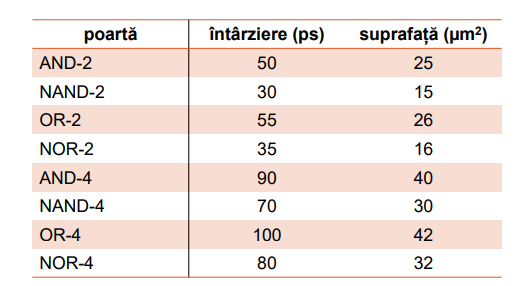 poartă întârziere (ps) suprafață (μm²)
AND-2 50 25
NAND-2 30 15
OR-2 55 26
NOR-2 35 16
AND-4 90 40
NAND-4 70 30
OR-4 100 42
NOR-4 80 32